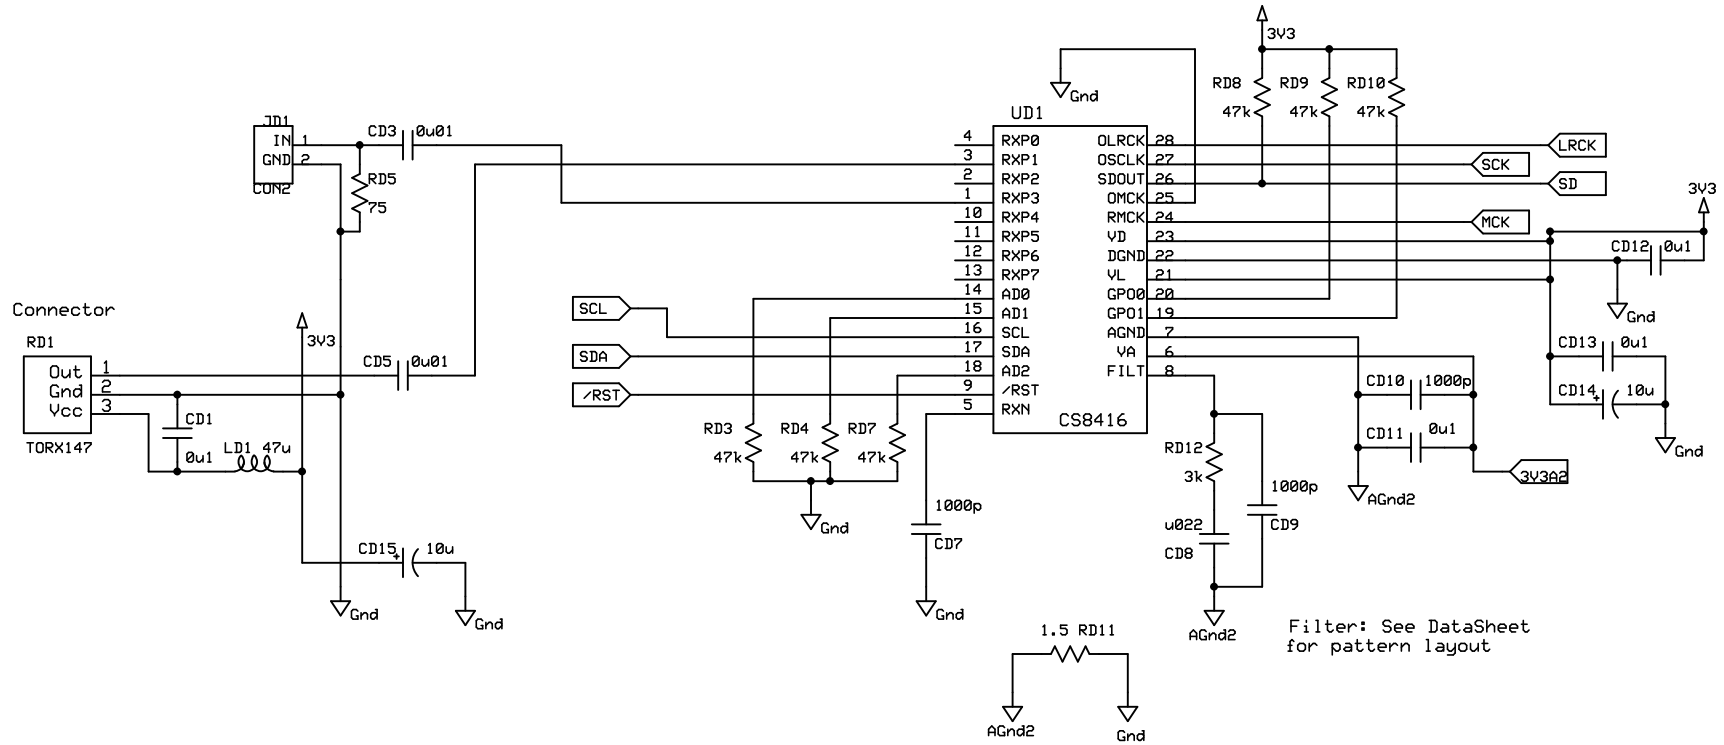 3V3
RD8 RD9 RD10
47k 47k 47k
Gnd
UD1
JD1
IN 1
GND 2
CON2
CD3 0u01
RD5
75
4 RXP0 OLRCK 28
3 RXP1 OSCLK 27
2 RXP2 SDOUT 26
1 RXP3 OMCK 25
10 RXP4 RMCK 24
11 RXP5 VD 23
12 RXP6 DGND 22
13 RXP7 VL 21
14 AD0 GPO0 20
15 AD1 GPO1 19
16 SCL AGND 7
17 SDA VA 6
18 AD2 FILT 8
9 /RST
5 RXN
CS8416
LRCK
SCK
SD
MCK
3V3
CD12 0u1
Gnd
CD13 0u1
CD14 + 10u
Gnd
Connector
RD1
Out 1
Gnd 2
Vcc 3
TORX147
3V3
CD5 0u01
CD1
0u1
LD1 47u
SCL
SDA
/RST
RD3 RD4 RD7
47k 47k 47k
Gnd
1000p
CD7
Gnd
CD10 1000p
CD11 0u1
3V3A2
AGnd2
RD12
3k
1000p
CD9
u022
CD8
AGnd2
CD15 + 10u
Gnd
Gnd
1.5 RD11
AGnd2
Gnd
Filter: See DataSheet
for pattern layout